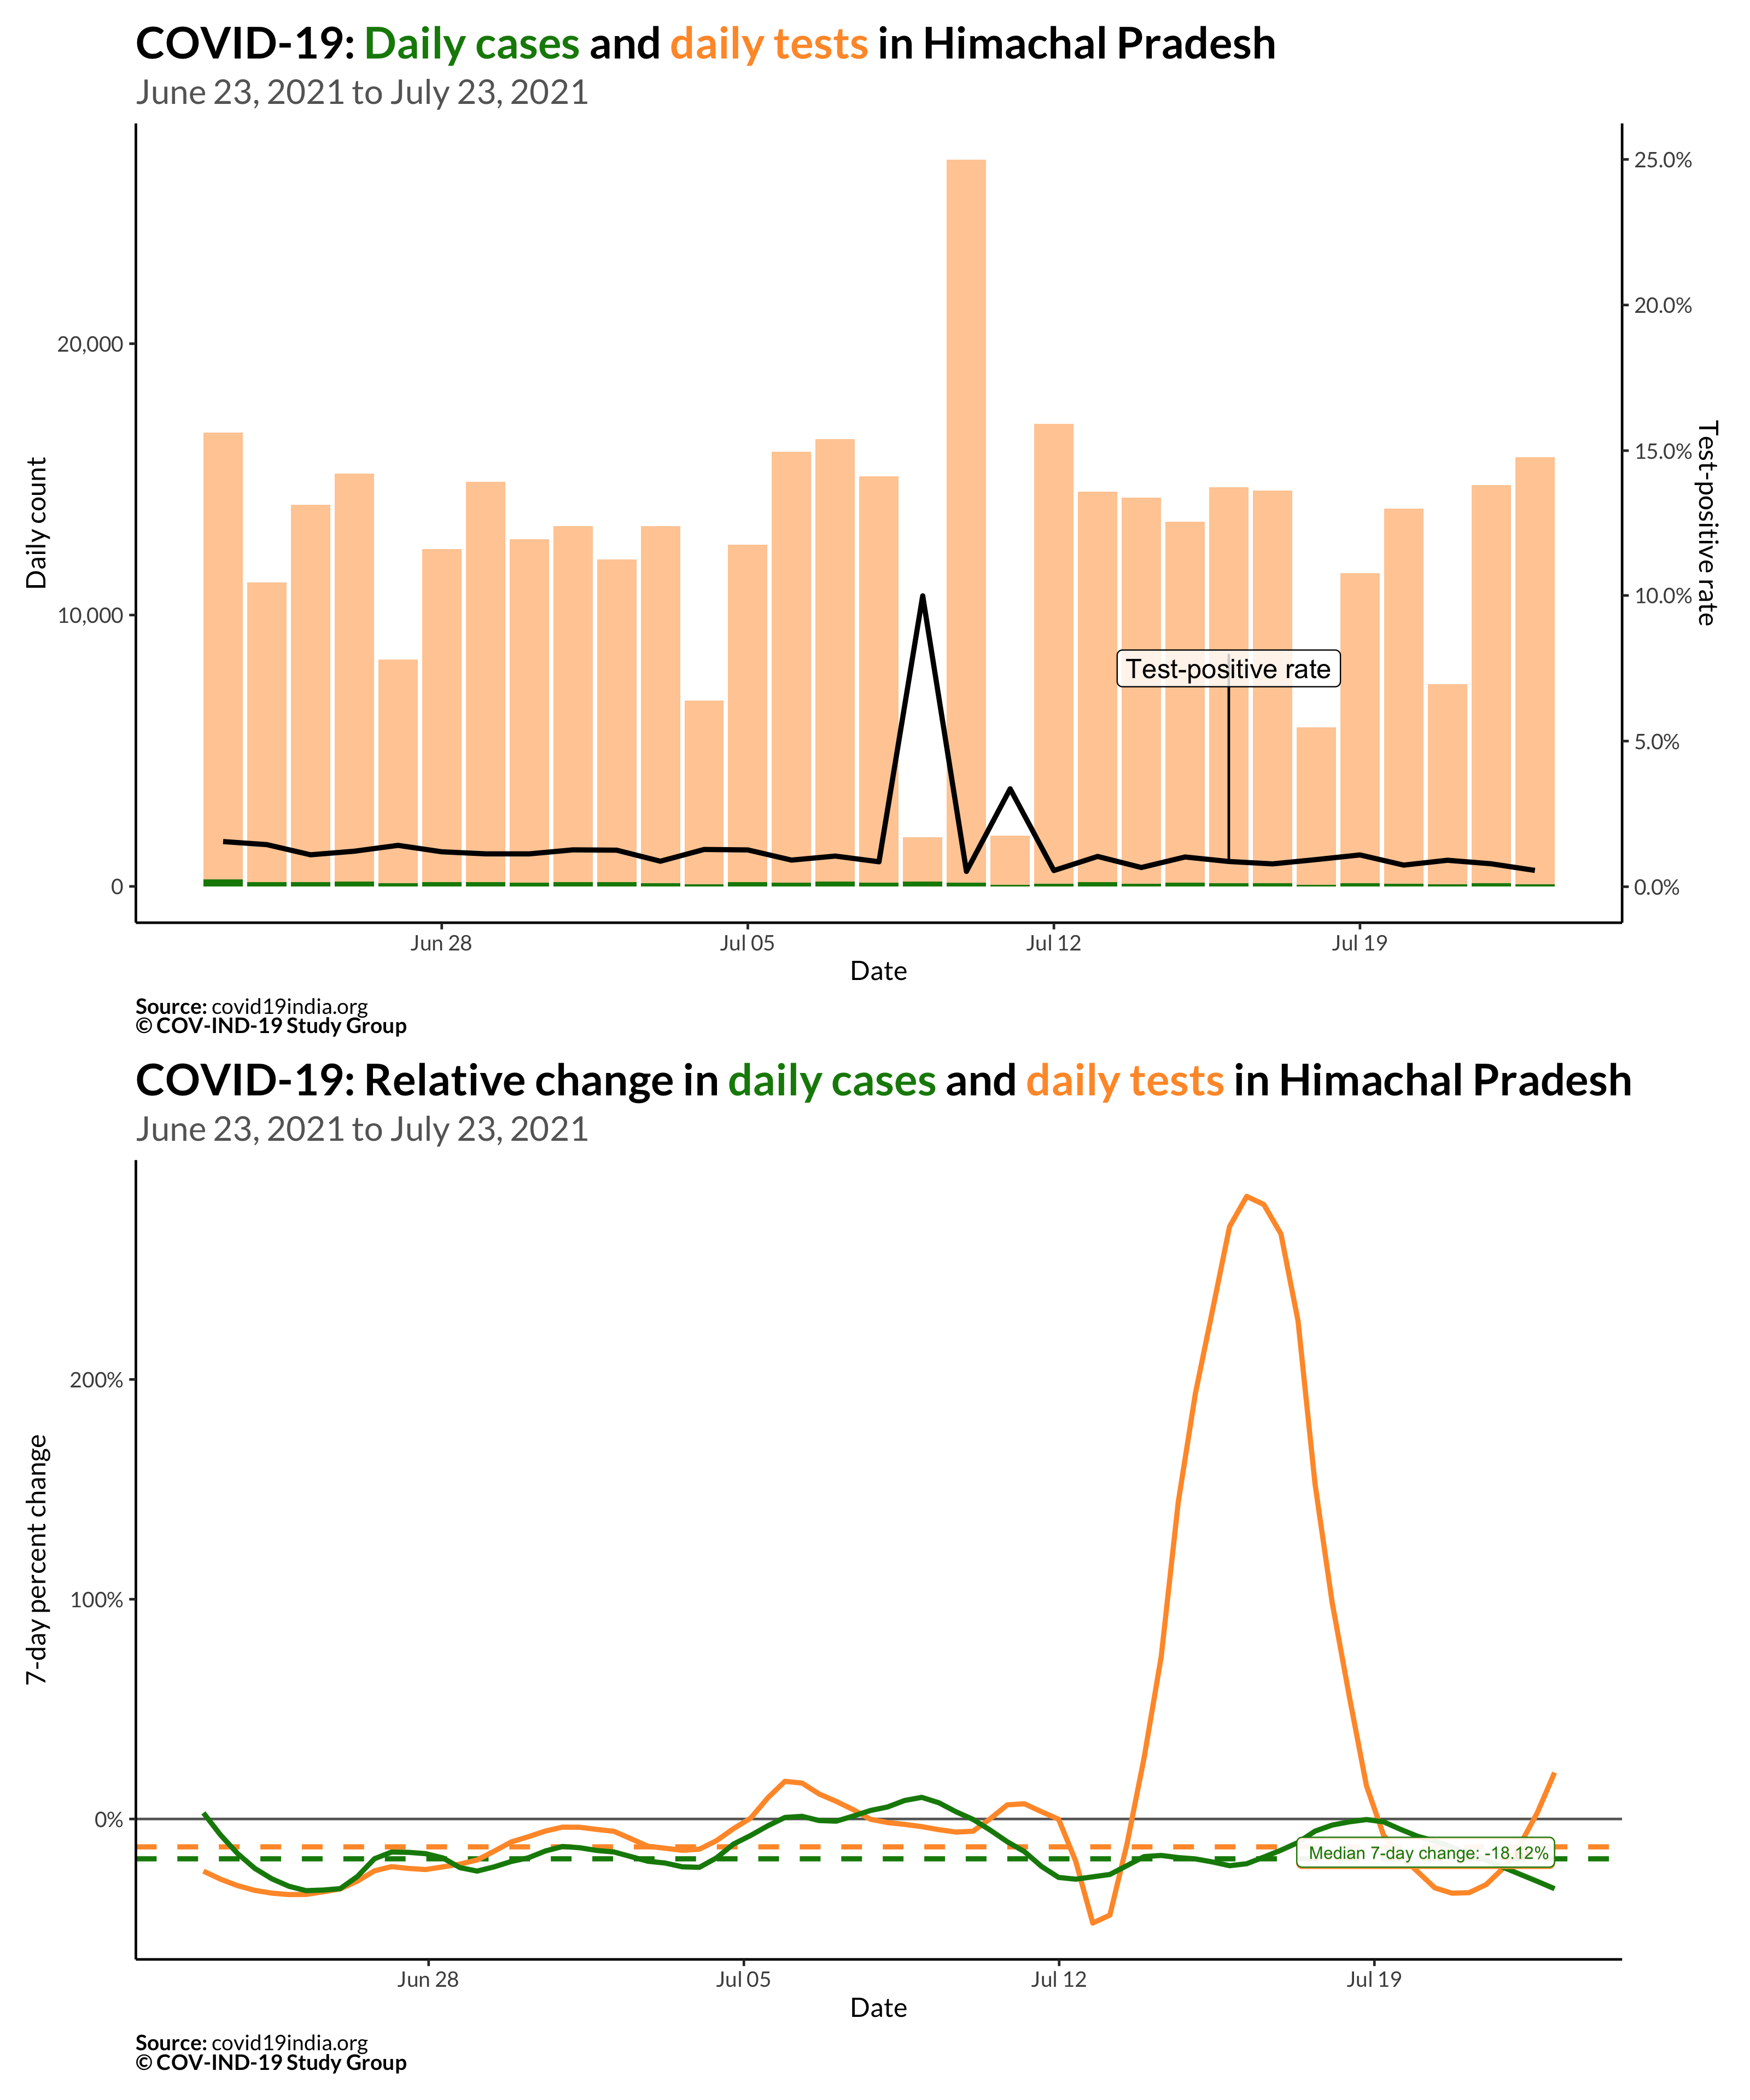 COVID-19: Daily cases and daily tests in Himachal Pradesh
June 23, 2021 to July 23, 2021
Daily count
20,000
10,000
0
25.0%
20.0%
15.0%
10.0%
5.0%
0.0%
Test-positive rate
Test-positive rate
Jun 28
Jul 05
Jul 12
Jul 19
Date
Source: covid19india.org
© COV-IND-19 Study Group
COVID-19: Relative change in daily cases and daily tests in Himachal Pradesh
June 23, 2021 to July 23, 2021
7-day percent change
200%
100%
0%
Median 7-day change: -18.12%
Jun 28
Jul 05
Jul 12
Jul 19
Date
Source: covid19india.org
© COV-IND-19 Study Group